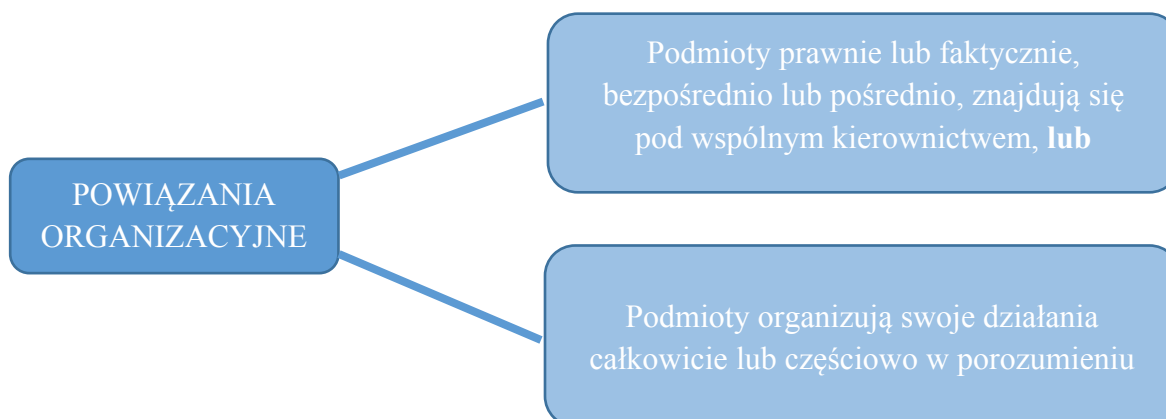 POWIĄZANIA
ORGANIZACYJNE
Podmioty prawnie lub faktycznie,
bezpośrednio lub pośrednio, znajdują się
pod wspólnym kierownictwem, lub
Podmioty organizują swoje działania
całkowicie lub częściowo w porozumieniu